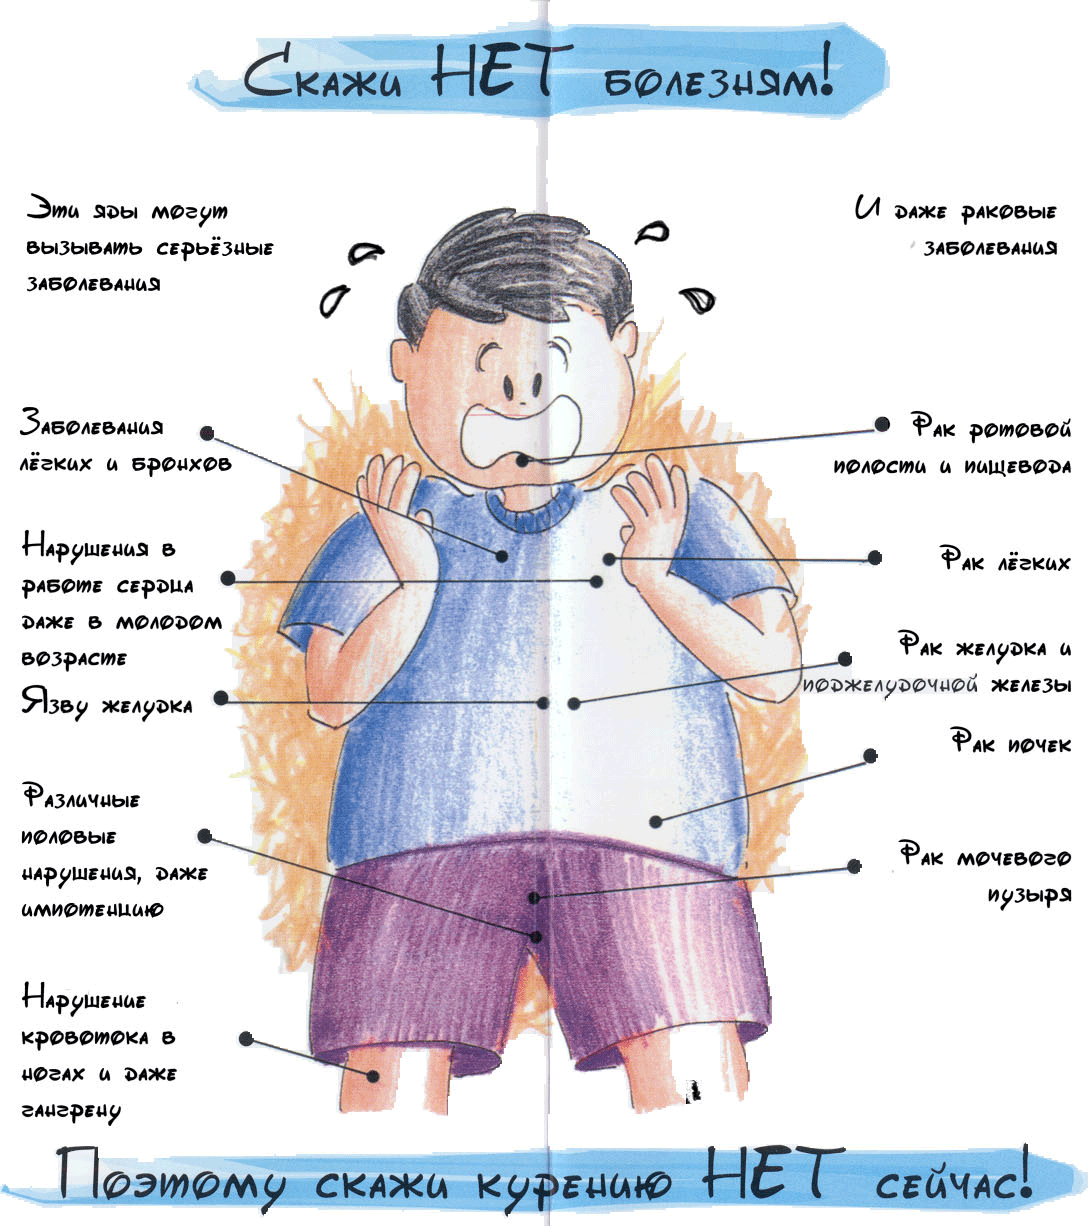 Скажи НЕТ болезням!
Эти яды могут
вызывать серьёзные
заболевания
И даже раковые
заболевания
Заболевания
лёгких и бронхов
Нарушения в
работе сердца
даже в молодом
возрасте
Язву желудка
Различные
половые
нарушения, даже
импотенцию
Нарушение
кровотока в
ногах и даже
гангрену
Рак ротовой
полости и пищевода
Рак лёгких
Рак желудка и
поджелудочной железы
Рак почек
Рак мочевого
пузыря
Поэтому скажи курению НЕТ сейчас!